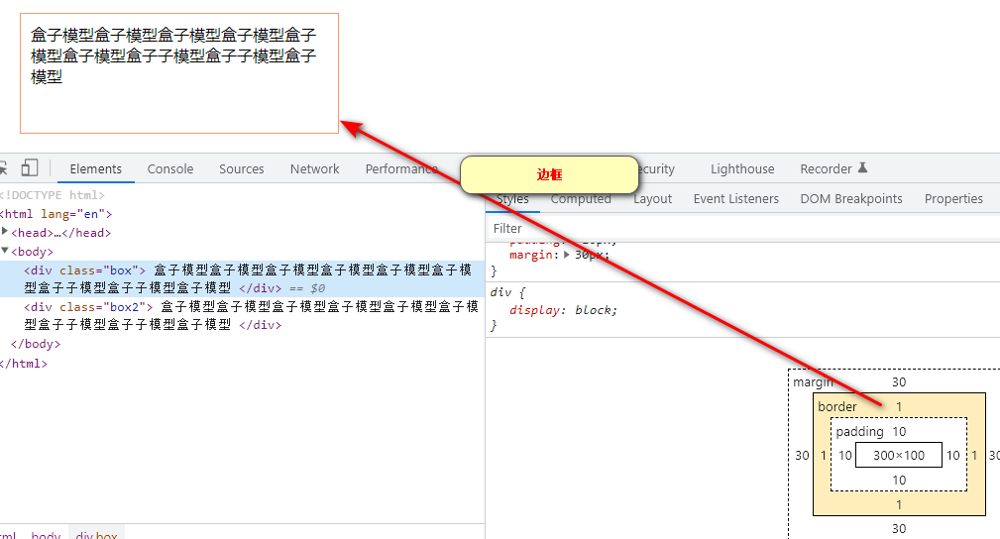 盒子模型盒子模型盒子模型盒子模型盒子
模型盒子模型盒子子模型盒子子模型盒子
模型
Elements Console Sources Network Performance 边框 ecurity Lighthouse Recorder
Styles Computed Layout Event Listeners DOM Breakpoints Properties
Filter
<!DOCTYPE html>
<html lang="en">
<head>…</head>
<body>
<div class="box"> 盒子模型盒子模型盒子模型盒子模型盒子模型盒子模
型盒子子模型盒子子模型盒子模型 </div> == $0
<div class="box2"> 盒子模型盒子模型盒子模型盒子模型盒子模型盒子模
型盒子子模型盒子子模型盒子模型 </div>
</body>
</html>
margin: 30px;
}
div {
display: block;
}
margin 30
border 1
padding 10
30 1 10 300×100 10 1 30
10
1
30
html body div.box